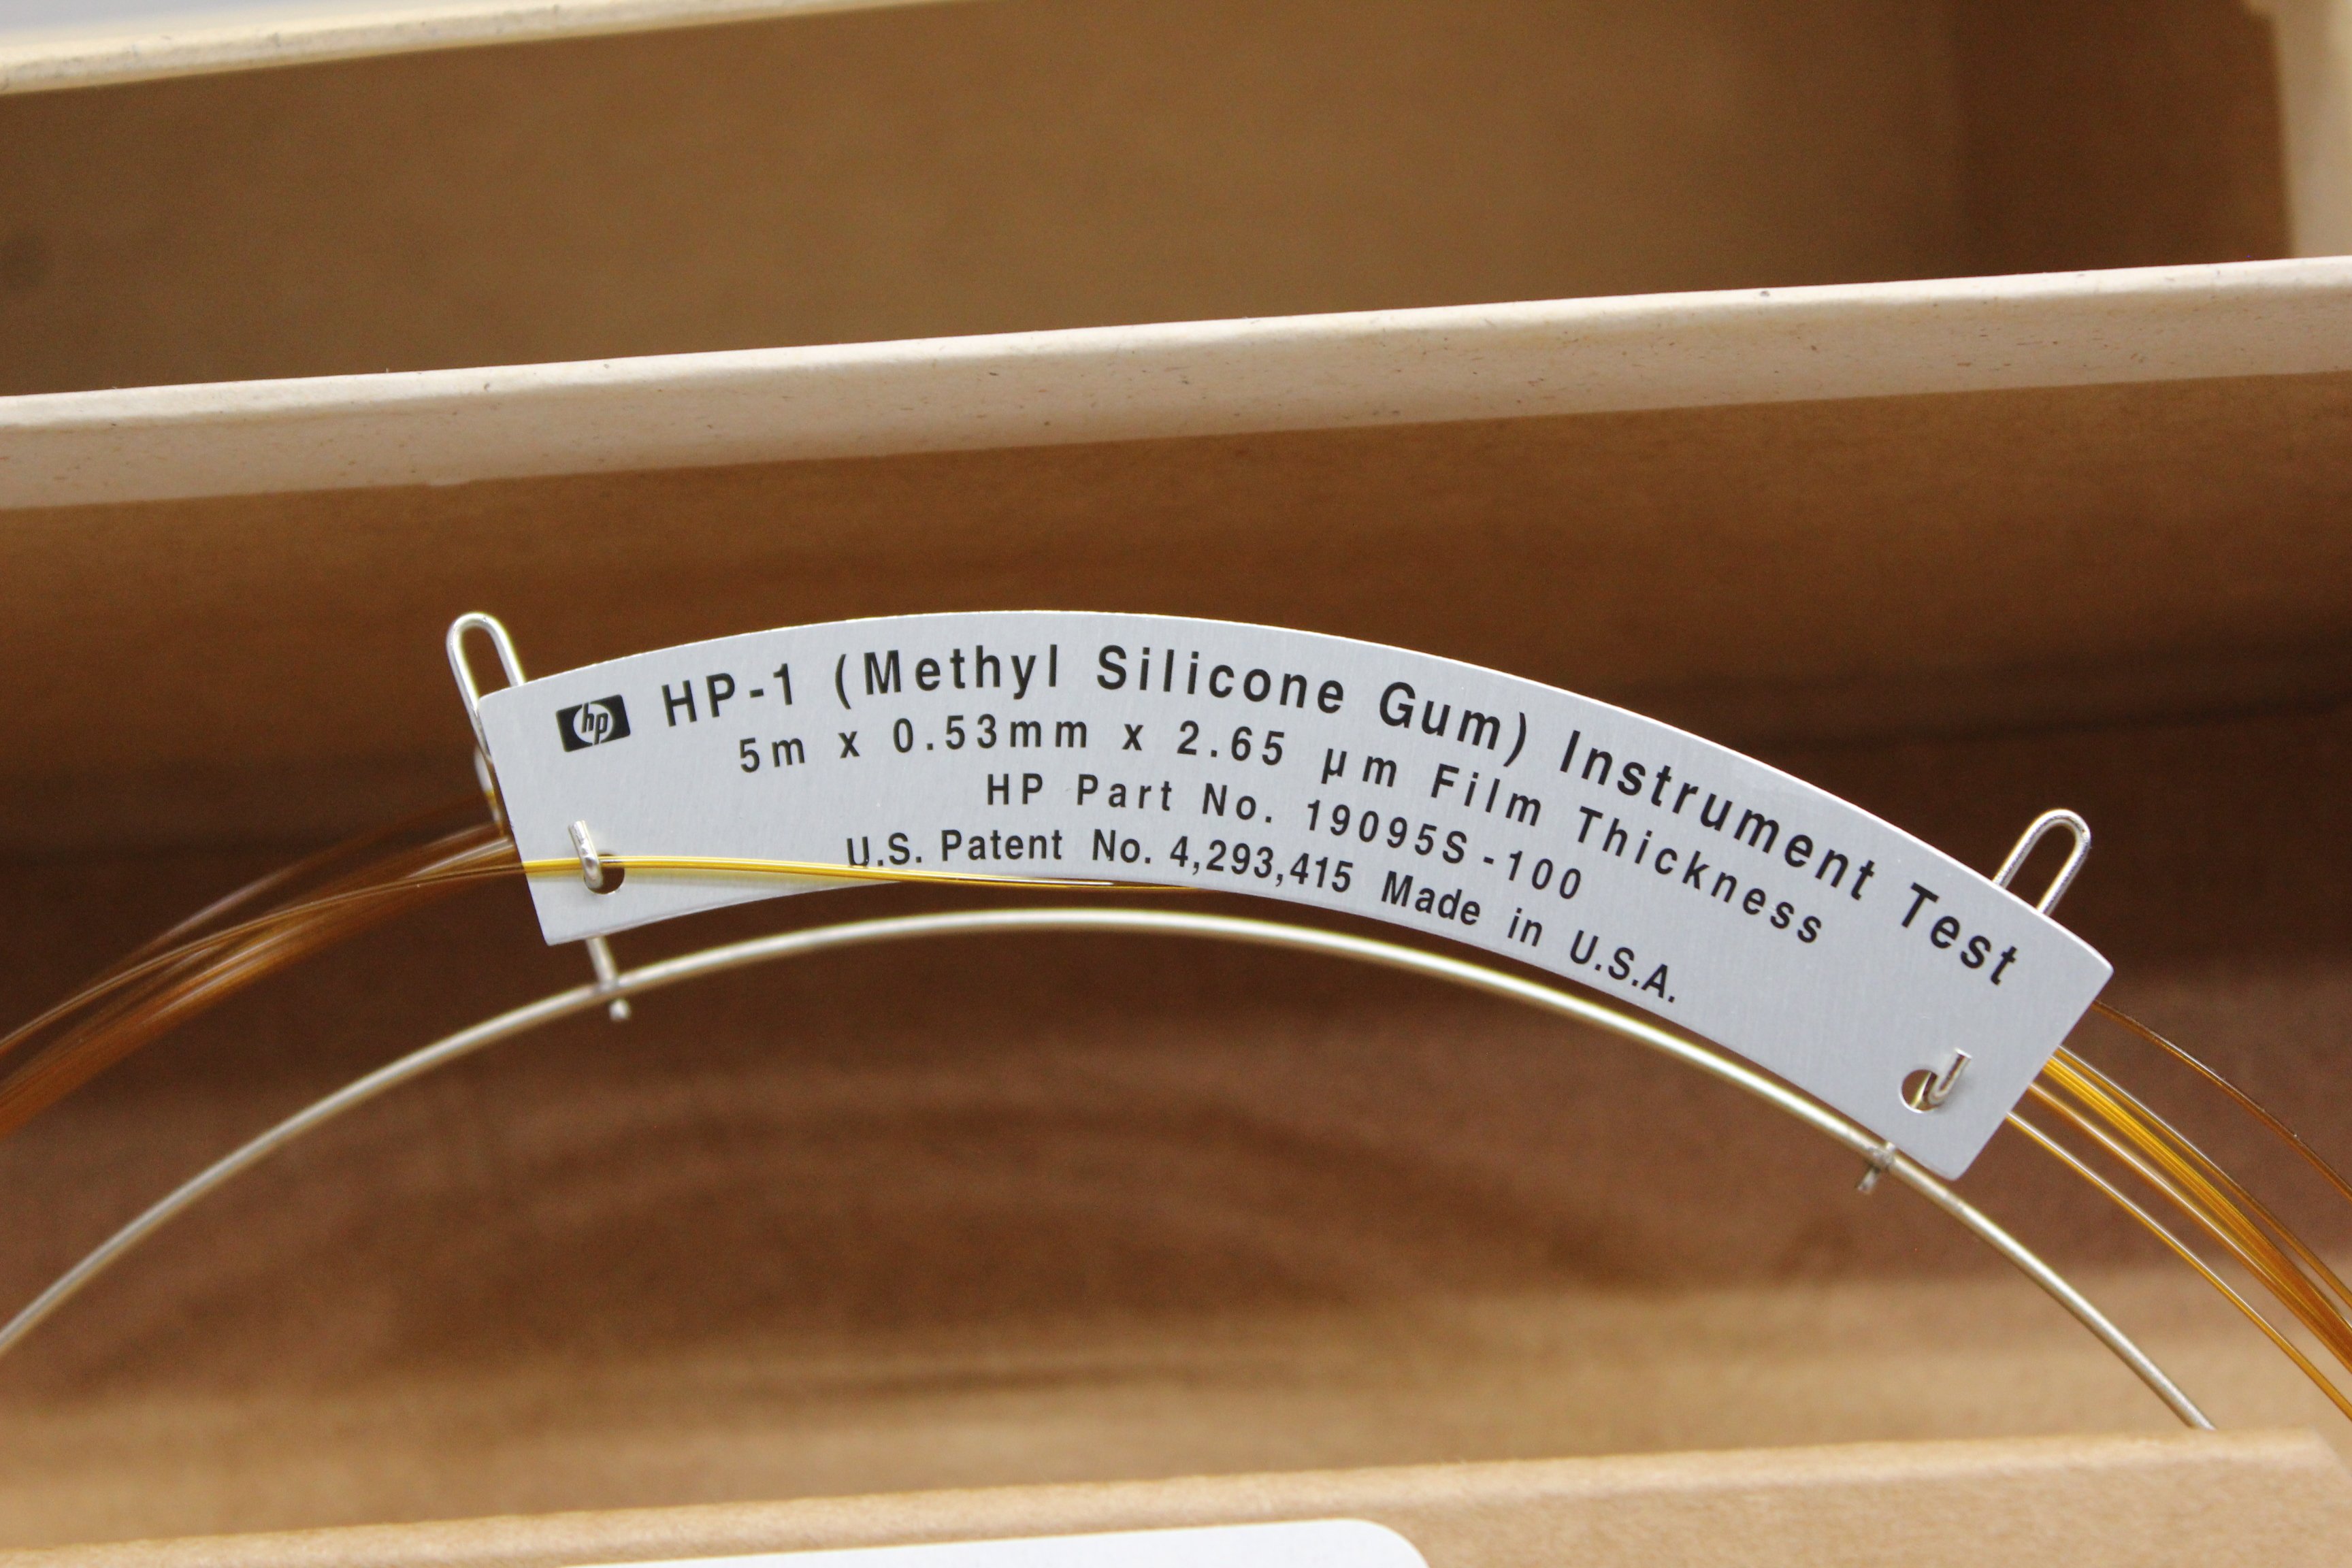 hp HP-1 (Methyl Silicone Gum) Instrument Test
5m x 0.53mm x 2.65 µm Film Thickness
HP Part No. 19095S-100
U.S. Patent No. 4,293,415 Made in U.S.A.